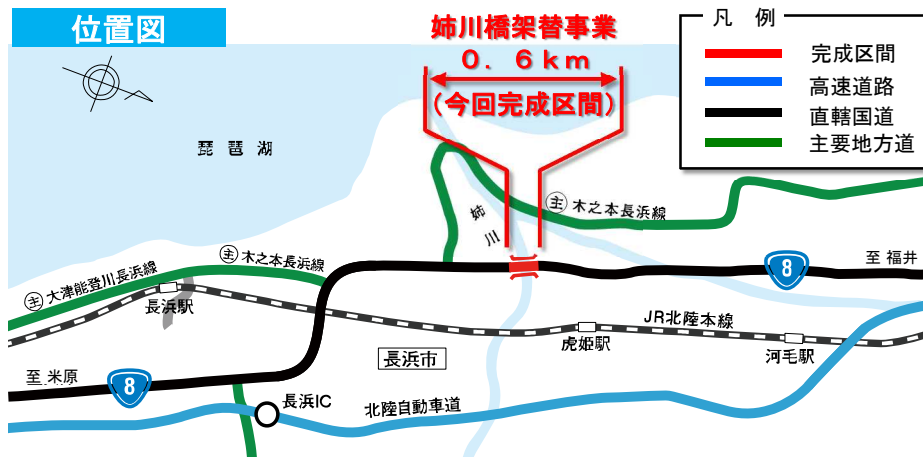 位置図
姉川橋架替事業
０．６ｋｍ
(今回完成区間)
凡　例
完成区間
高速道路
直轄国道
主要地方道
琵琶湖
姉川
主 木之本長浜線
主 木之本長浜線
主 大津能登川長浜線
長浜駅
8
至 福井
JR北陸本線
虎姫駅
河毛駅
長浜市
至 米原
8
長浜IC
北陸自動車道